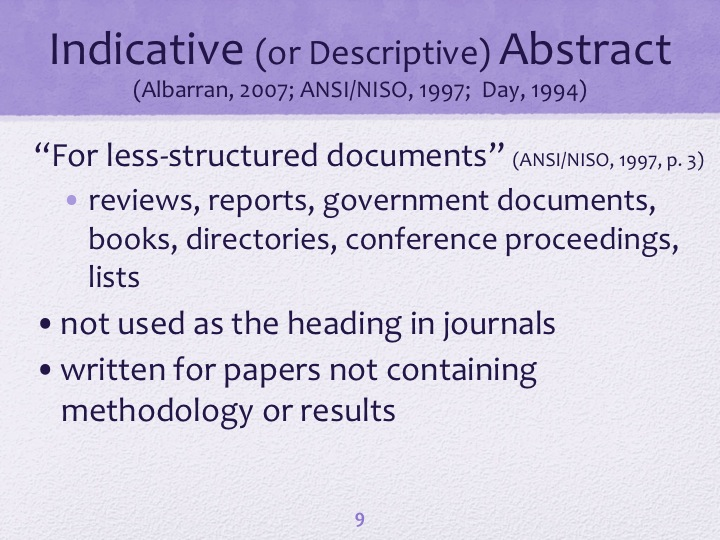 Indicative (or Descriptive) Abstract
(Albarran, 2007; ANSI/NISO, 1997;  Day, 1994)
“For less-structured documents” (ANSI/NISO, 1997, p. 3)
• reviews, reports, government documents,
books, directories, conference proceedings,
lists
• not used as the heading in journals
• written for papers not containing
methodology or results
9